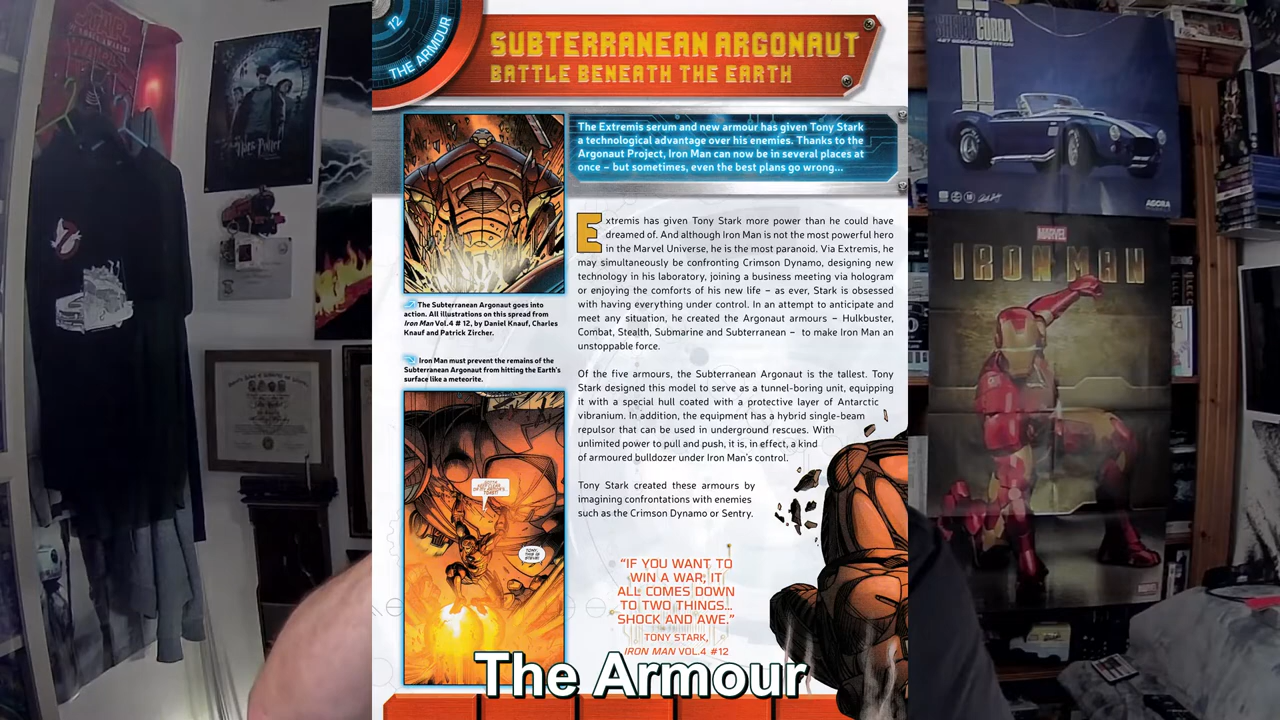 12
THE ARMOUR
SUBTERRANEAN ARGONAUT
BATTLE BENEATH THE EARTH
The Extremis serum and new armour has given Tony Stark
a technological advantage over his enemies. Thanks to the
Argonaut Project, Iron Man can now be in several places at
once – but sometimes, even the best plans go wrong...
The Subterranean Argonaut goes into
action. All illustrations on this spread from
Iron Man Vol.4 # 12, by Daniel Knauf, Charles
Knauf and Patrick Zircher.
Iron Man must prevent the remains of the
Subterranean Argonaut from hitting the Earth's
surface like a meteorite.
TONY,
THIS IS
STEVE!
Extremis has given Tony Stark more power than he could have
dreamed of. And although Iron Man is not the most powerful hero
in the Marvel Universe, he is the most paranoid. Via Extremis, he
may simultaneously be confronting Crimson Dynamo, designing new
technology in his laboratory, joining a business meeting via hologram
or enjoying the comforts of his new life – as ever, Stark is obsessed
with having everything under control. In an attempt to anticipate and
meet any situation, he created the Argonaut armours – Hulkbuster,
Combat, Stealth, Submarine and Subterranean – to make Iron Man an
unstoppable force.
Of the five armours, the Subterranean Argonaut is the tallest. Tony
Stark designed this model to serve as a tunnel-boring unit, equipping
it with a special hull coated with a protective layer of Antarctic
vibranium. In addition, the equipment has a hybrid single-beam
repulsor that can be used in underground rescues. With
unlimited power to pull and push, it is, in effect, a kind
of armoured bulldozer under Iron Man's control.
Tony Stark created these armours by
imagining confrontations with enemies
such as the Crimson Dynamo or Sentry.
“IF YOU WANT TO
WIN A WAR, IT
ALL COMES DOWN
TO TWO THINGS...
SHOCK AND AWE.”
TONY STARK,
IRON MAN VOL.4 #12
The Armour
STAR
WARS
Harry Potter
COBRA
AGORA
MARVEL
IRON MAN